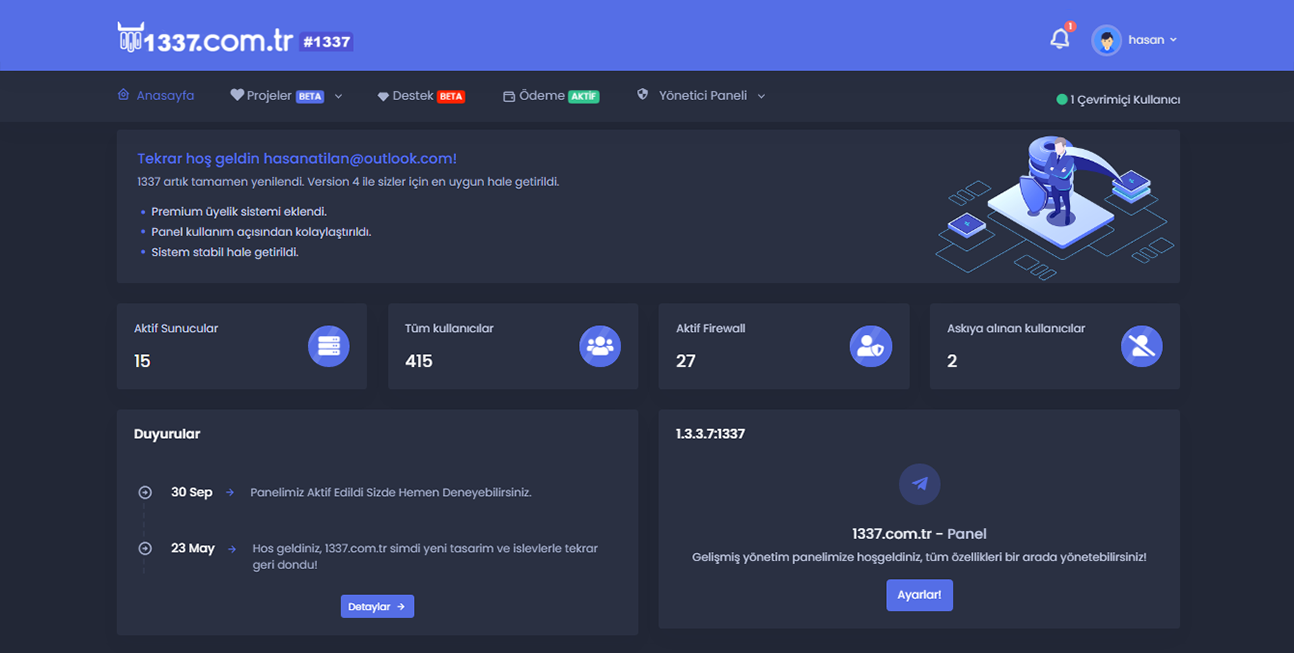 1337.com.tr #1337
1
hasan
Anasayfa
Projeler BETA
Destek BETA
Ödeme AKTİF
Yönetici Paneli
1 Çevrimiçi Kullanıcı
Tekrar hoş geldin hasanatilan@outlook.com!
1337 artık tamamen yenilendi. Version 4 ile sizler için en uygun hale getirildi.
Premium üyelik sistemi eklendi.
Panel kullanım açısından kolaylaştırıldı.
Sistem stabil hale getirildi.
Aktif Sunucular
15
Tüm kullanıcılar
415
Aktif Firewall
27
Askıya alınan kullanıcılar
2
Duyurular
30 Sep
Panelimiz Aktif Edildi Sizde Hemen Deneyebilirsiniz.
23 May
Hos geldiniz, 1337.com.tr simdi yeni tasarim ve islevlerle tekrar
geri dondu!
Detaylar
1.3.3.7:1337
1337.com.tr - Panel
Gelişmiş yönetim panelimize hoşgeldiniz, tüm özellikleri bir arada yönetebilirsiniz!
Ayarlar!